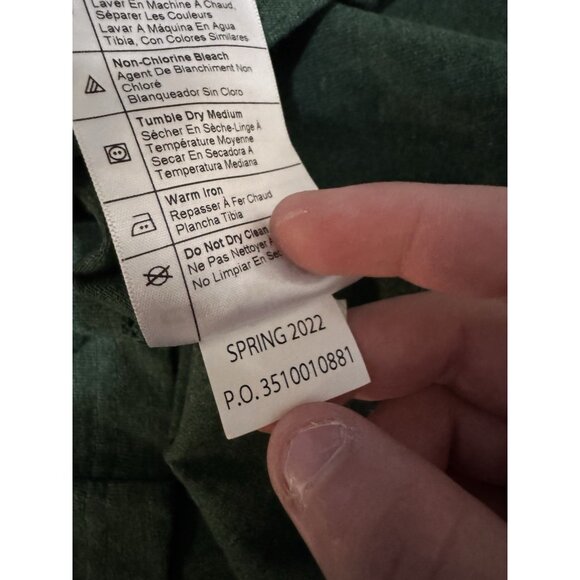 Laver En Machine À Chaud,
Séparer Les Couleurs
Lavar A Máquina En Agua
Tibia, Con Colores Similares
Non-Chlorine Bleach
Agent De Blanchiment Non
Chloré
Blanqueador Sin Cloro
Tumble Dry Medium
Sécher En Sèche-Linge À
Température Moyenne
Secar En Secadora A
Temperatura Mediana
Warm Iron
Repasser À Fer Chaud
Plancha Tibia
Do Not Dry Clean
Ne Pas Nettoyer
No Limpiar En
SPRING 2022
P.O. 3510010881